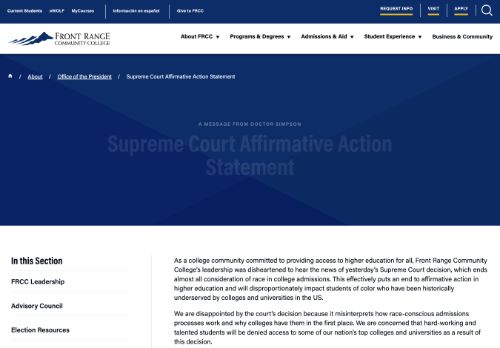 Current Students eWOLF MyCourses Información en español Give to FRCC REQUEST INFO VISIT APPLY
FRONT RANGE
COMMUNITY COLLEGE
About FRCC Programs & Degrees Admissions & Aid Student Experience Business & Community
/ About / Office of the President / Supreme Court Affirmative Action Statement
A MESSAGE FROM DOCTOR SIMPSON
Supreme Court Affirmative Action
Statement
In this Section
FRCC Leadership
Advisory Council
Election Resources
As a college community committed to providing access to higher education for all, Front Range Community
College's leadership was disheartened to hear the news of yesterday's Supreme Court decision, which ends
almost all consideration of race in college admissions. This effectively puts an end to affirmative action in
higher education and will disproportionately impact students of color who have been historically
underserved by colleges and universities in the US.
We are disappointed by the court's decision because it misinterprets how race-conscious admissions
processes work and why colleges have them in the first place. We are concerned that hard-working and
talented students will be denied access to some of our nation's top colleges and universities as a result of
this decision.